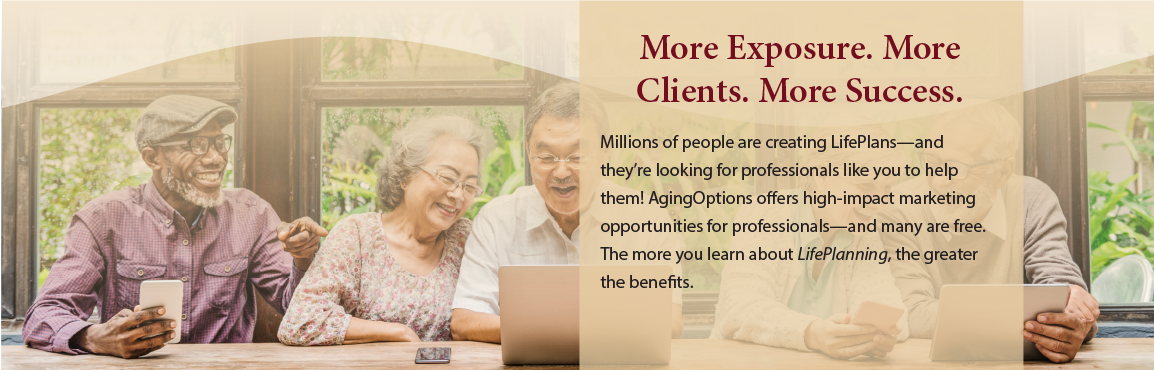 More Exposure. More
Clients. More Success.
Millions of people are creating LifePlans—and
they’re looking for professionals like you to help
them! AgingOptions offers high-impact marketing
opportunities for professionals—and many are free.
The more you learn about LifePlanning, the greater
the benefits.